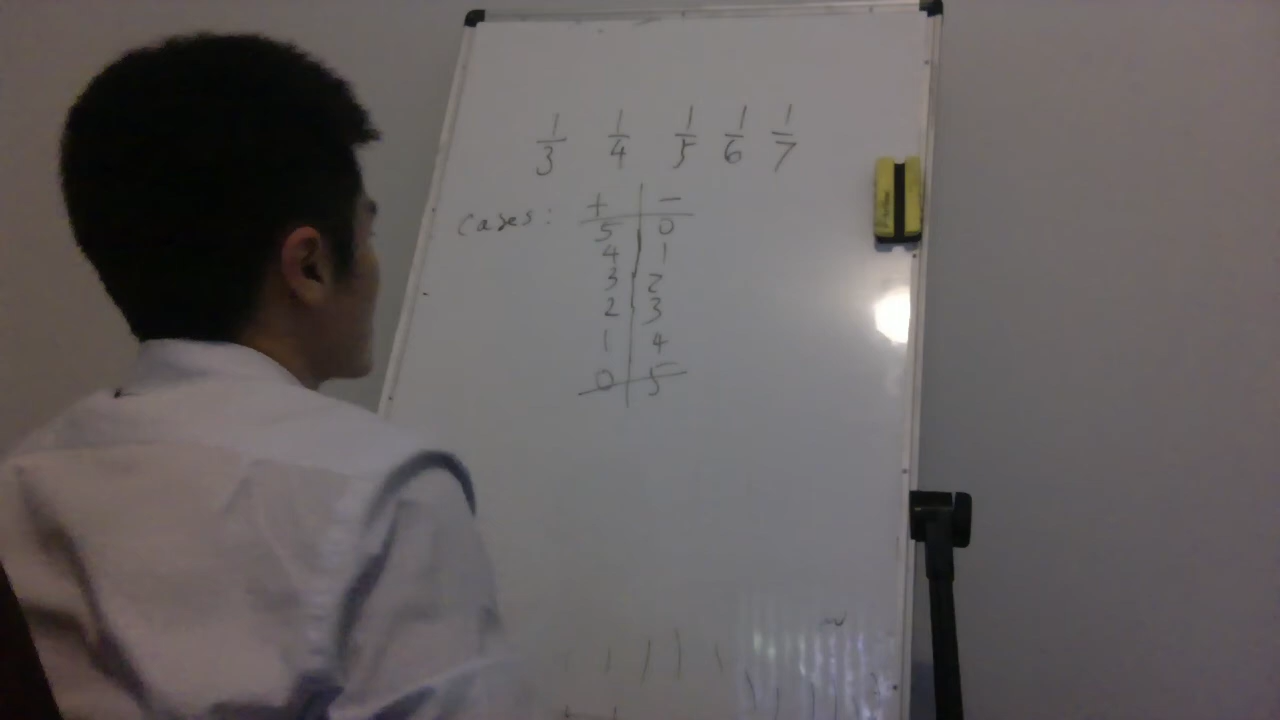 1/3 1/4 1/5 1/6 1/7
Cases: + | -
5 | 0
4 | 1
3 | 2
2 | 3
1 | 4
0 | 5